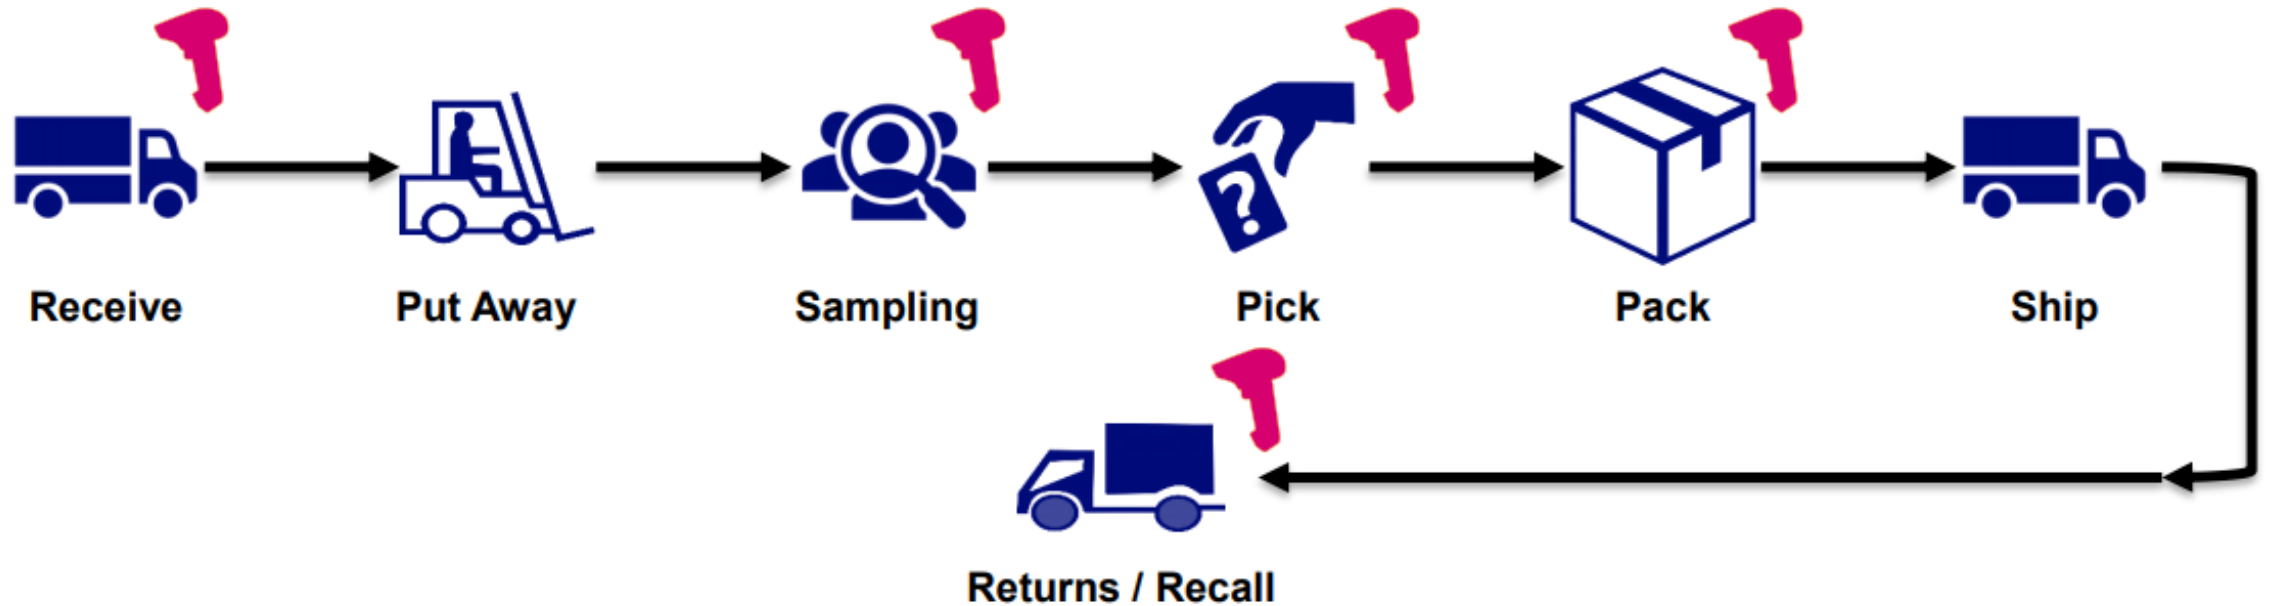 Receive
Put Away
Sampling
?
Pick
Pack
Ship
Returns / Recall